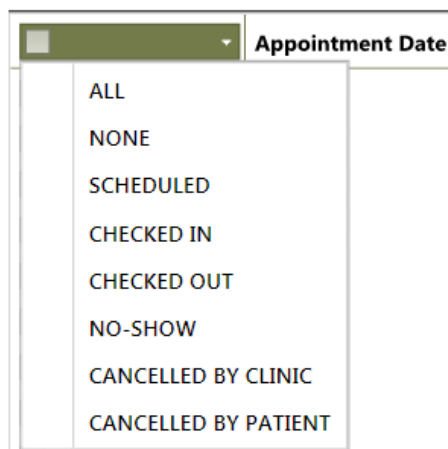 Appointment Date
ALL
NONE
SCHEDULED
CHECKED IN
CHECKED OUT
NO-SHOW
CANCELLED BY CLINIC
CANCELLED BY PATIENT